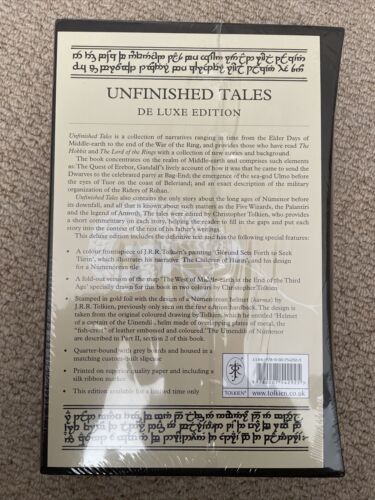 UNFINISHED TALES
DE LUXE EDITION
Unfinished Tales is a collection of narratives ranging in time from the Elder Days of
Middle-earth to the end of the War of the Ring, and provides those who have read The
Hobbit and The Lord of the Rings with a collection of new stories and background.
The book concentrates on the realm of Middle-earth and comprises such elements
as: The Quest of Erebor, Gandalf's lively account of how it was that he came to send the
Dwarves to the celebrated party at Bag-End; the emergence of the sea-god Ulmo before
the eyes of Tuor on the coast of Beleriand; and an exact description of the military
organization of the Riders of Rohan.
Unfinished Tales also contains the only story about the long ages of Númenor before
its downfall, and all that is known about such matters as the Five Wizards, the Palantíri
and the legend of Amroth. The tales were edited by Christopher Tolkien, who provides
a short commentary on each story, helping the reader to fill in the gaps and put each
story into the context of the rest of his father's writings.
This deluxe edition includes the definitive text and has the following special features:
• A colour frontispiece of J.R.R. Tolkien's painting 'Glorund Sets Forth to Seek
Túrin', which illustrates his narrative 'The Children of Húrin', and his design for
a Númenórean tile
• A fold-out version of the map 'The West of Middle-earth at the End of the Third
Age' specially drawn for this book in two colours by Christopher Tolkien
• Stamped in gold foil with the design of a Númenórean helmet (karma) by
J.R.R. Tolkien, previously only seen on the first edition hardback. The design is
taken from the original coloured drawing by Tolkien, which he entitled 'Helmet
of a captain of the Uinendili', helm made of overlapping plates of metal, the
"fish-crest" of leather embossed and coloured.' The Uinendili of Númenor
are described in Part II, section 2 of this book.
• Quarter-bound with grey boards and housed in a
matching custom-built slipcase
• Printed on superior quality paper and including a
silk ribbon marker
• This edition available for a limited time only
TOLKIEN
www.tolkien.co.uk